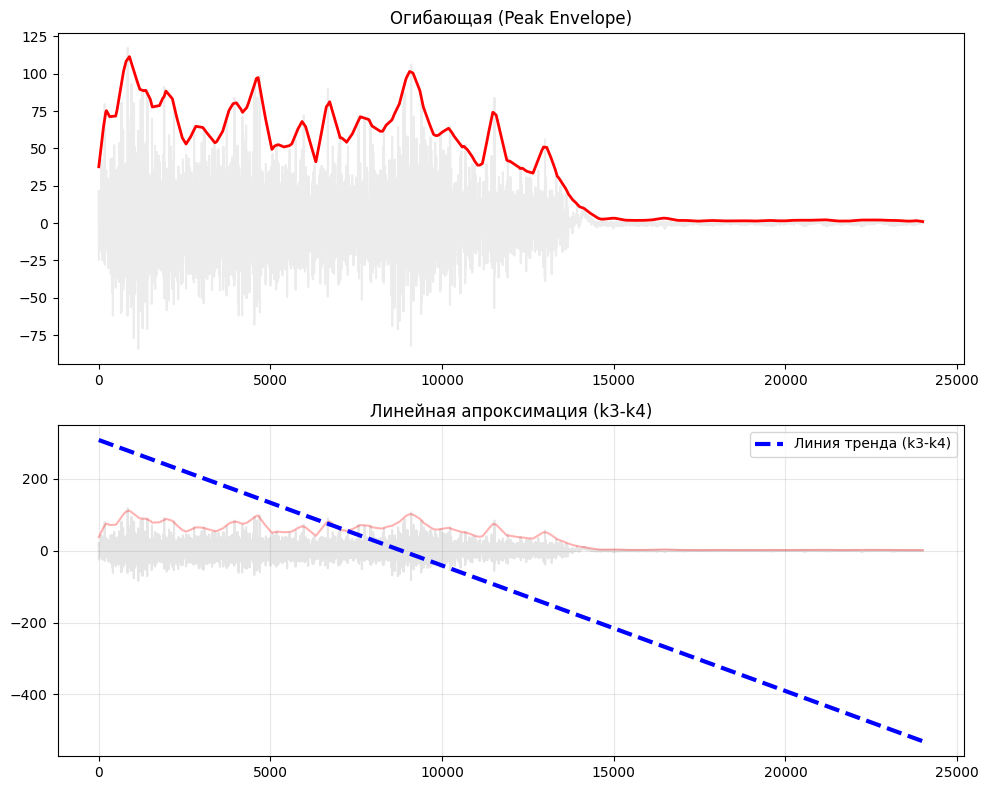 Огибающая (Peak Envelope)
125
100
75
50
25
0
−25
−50
−75
0 5000 10000 15000 20000 25000
Линейная апроксимация (k3-k4)
Линия тренда (k3-k4)
200
0
−200
−400
0 5000 10000 15000 20000 25000